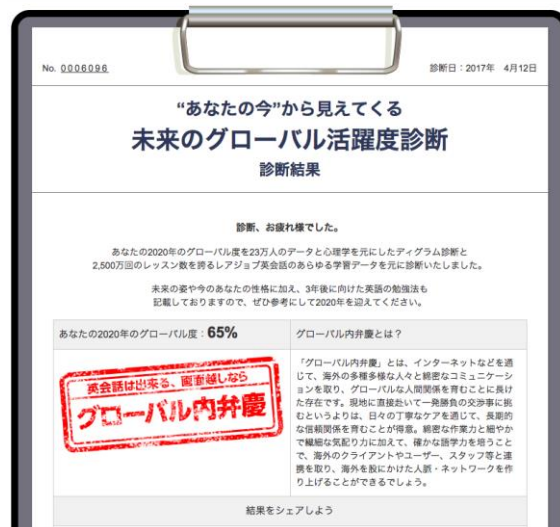 No. 0006096
診断日：2017年　4月12日
“あなたの今”から見えてくる
未来のグローバル活躍度診断
診断結果
診断、お疲れ様でした。
あなたの2020年のグローバル度を23万人のデータと心理学を元にしたディグラム診断と
2,500万回のレッスン数を誇るレアジョブ英会話のあらゆる学習データを元に診断いたしました。
未来の姿や今のあなたの性格に加え、3年後に向けた英語の勉強法も
記載しておりますので、ぜひ参考にして2020年を迎えてください。
あなたの2020年のグローバル度：65%
英会話は出来る、画面越しなら
グローバル内弁慶
グローバル内弁慶とは？
「グローバル内弁慶」とは、インターネットなどを通
じて、海外の多種多様な人々と綿密なコミュニケーシ
ョンを取り、グローバルな人間関係を育むことに長け
た存在です。現地に直接赴いて一発勝負の交渉事に挑
むというよりは、日々の丁寧なケアを通じて、長期的
な信頼関係を育むことが得意。綿密な作業力と細やか
で繊細な気配り力に加えて、確かな語学力を培うこと
で、海外のクライアントやユーザー、スタッフ等と連
携を取り、海外を股にかけた人脈・ネットワークを作
り上げることができるでしょう。
結果をシェアしよう